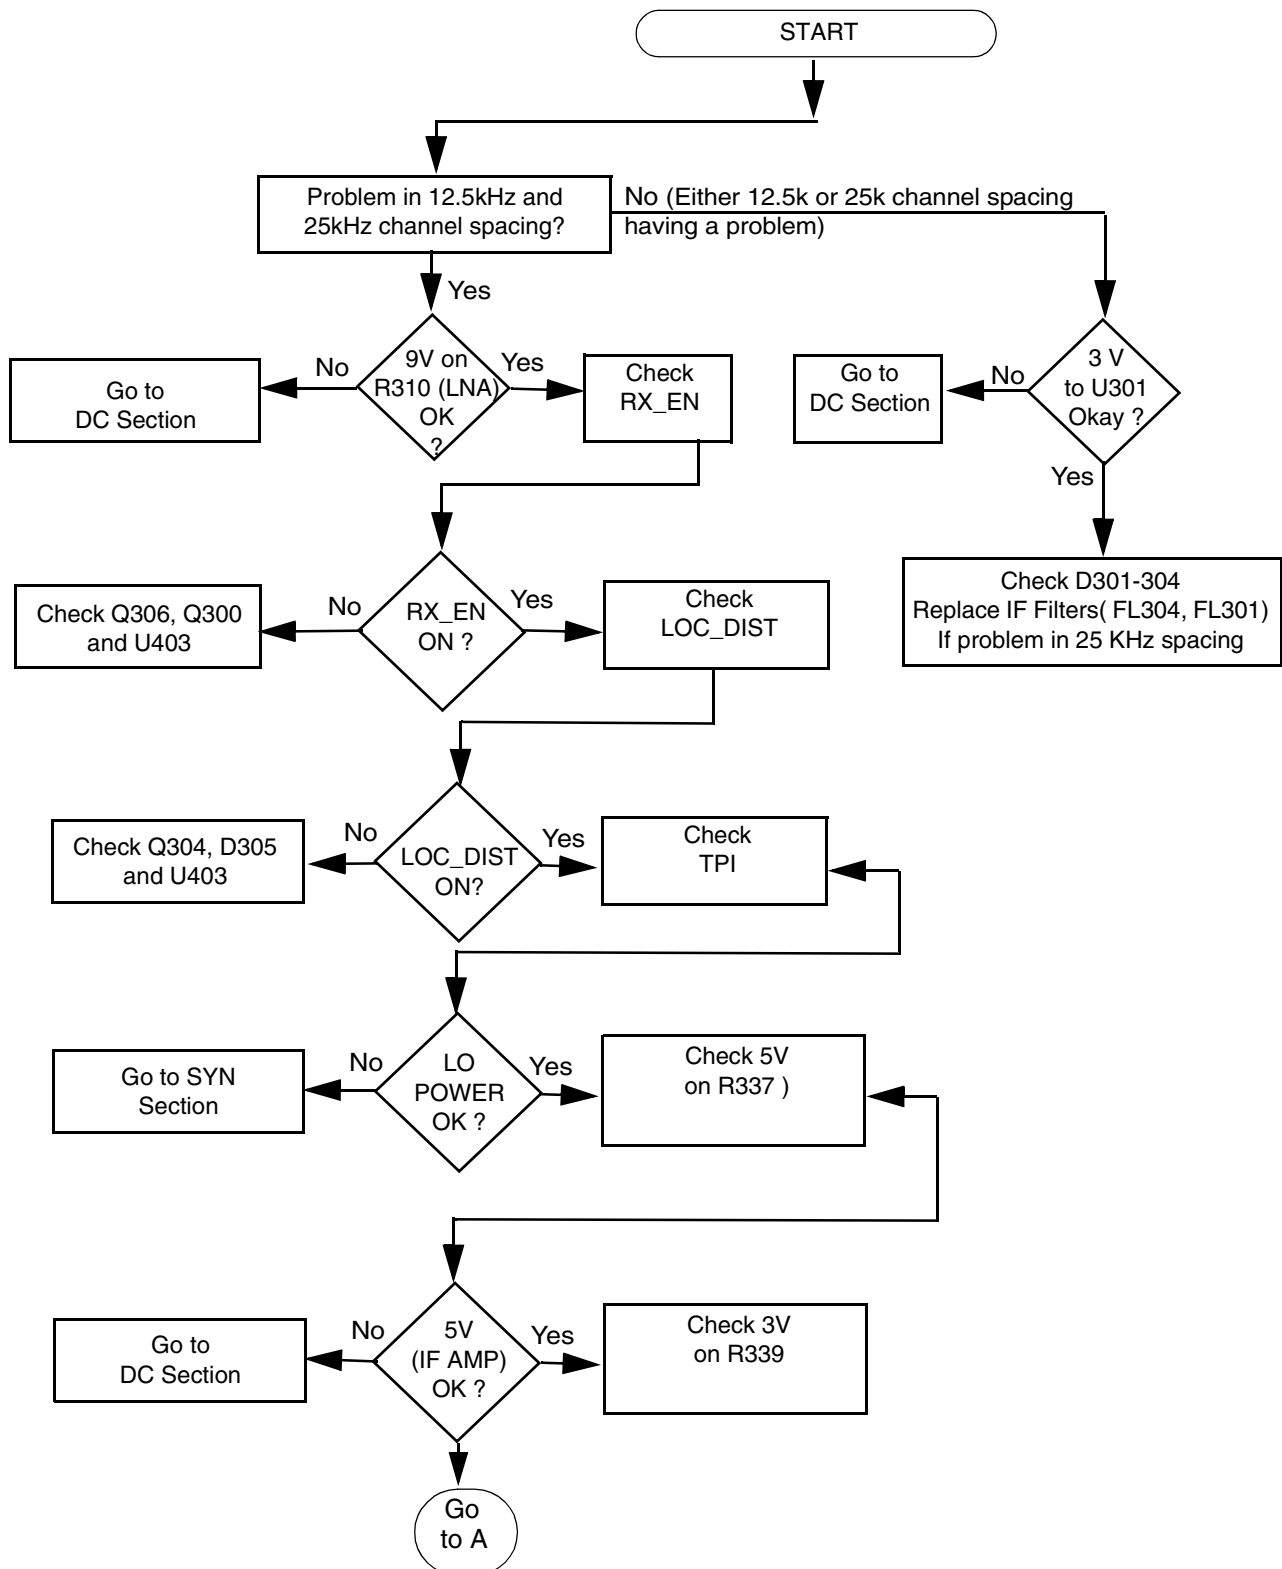 START
Problem in 12.5kHz and
25kHz channel spacing?
No (Either 12.5k or 25k channel spacing
having a problem)
Yes
9V on
R310 (LNA)
OK
?
No
Go to
DC Section
Yes
Check
RX_EN
3 V
to U301
Okay ?
No
Go to
DC Section
Yes
Check D301-304
Replace IF Filters( FL304, FL301)
If problem in 25 KHz spacing
RX_EN
ON ?
No
Check Q306, Q300
and U403
Yes
Check
LOC_DIST
LOC_DIST
ON?
No
Check Q304, D305
and U403
Yes
Check
TPI
LO
POWER
OK ?
No
Go to SYN
Section
Yes
Check 5V
on R337 )
5V
(IF AMP)
OK ?
No
Go to
DC Section
Yes
Check 3V
on R339
Go
to A